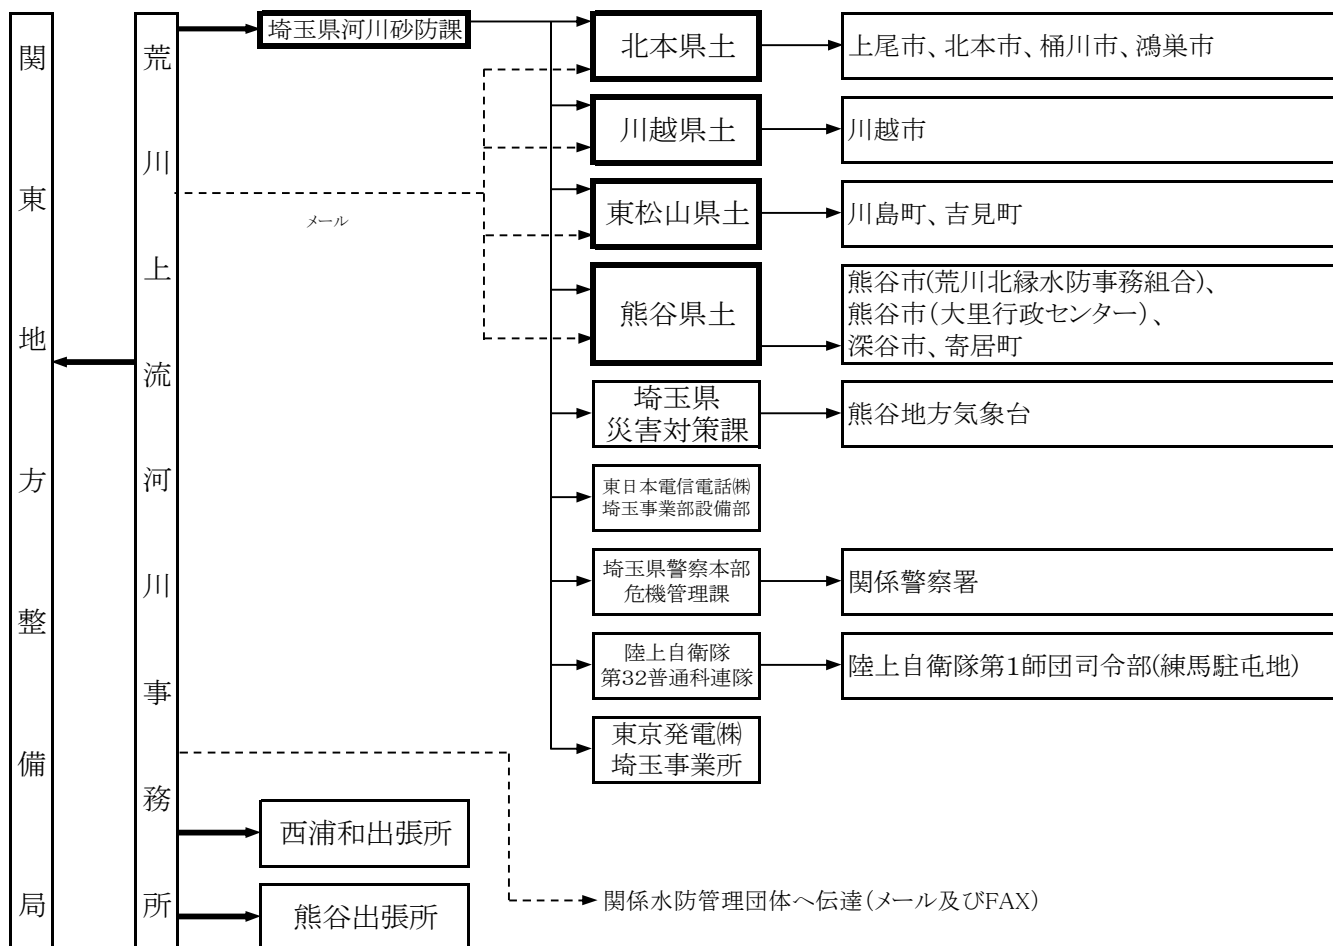 関東地方整備局
荒川上流河川事務所
埼玉県河川砂防課
メール
北本県土
上尾市、北本市、桶川市、鴻巣市
川越県土
川越市
東松山県土
川島町、吉見町
熊谷県土
熊谷市(荒川北縁水防事務組合)、
熊谷市(大里行政センター)、
深谷市、寄居町
埼玉県
災害対策課
熊谷地方気象台
東日本電信電話㈱
埼玉事業部設備部
埼玉県警察本部
危機管理課
関係警察署
陸上自衛隊
第32普通科連隊
陸上自衛隊第1師団司令部(練馬駐屯地)
東京発電㈱
埼玉事業所
西浦和出張所
熊谷出張所
関係水防管理団体へ伝達(メール及びFAX)